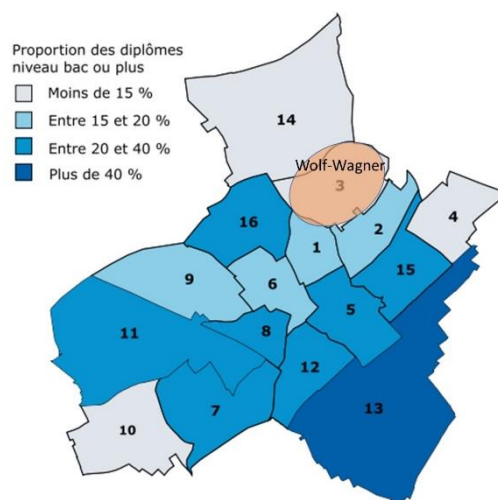 Proportion des diplômes
niveau bac ou plus
Moins de 15 %
Entre 15 et 20 %
Entre 20 et 40 %
Plus de 40 %
14
Wolf-Wagner
3
4
16
1
2
15
9
6
5
11
8
12
7
13
10